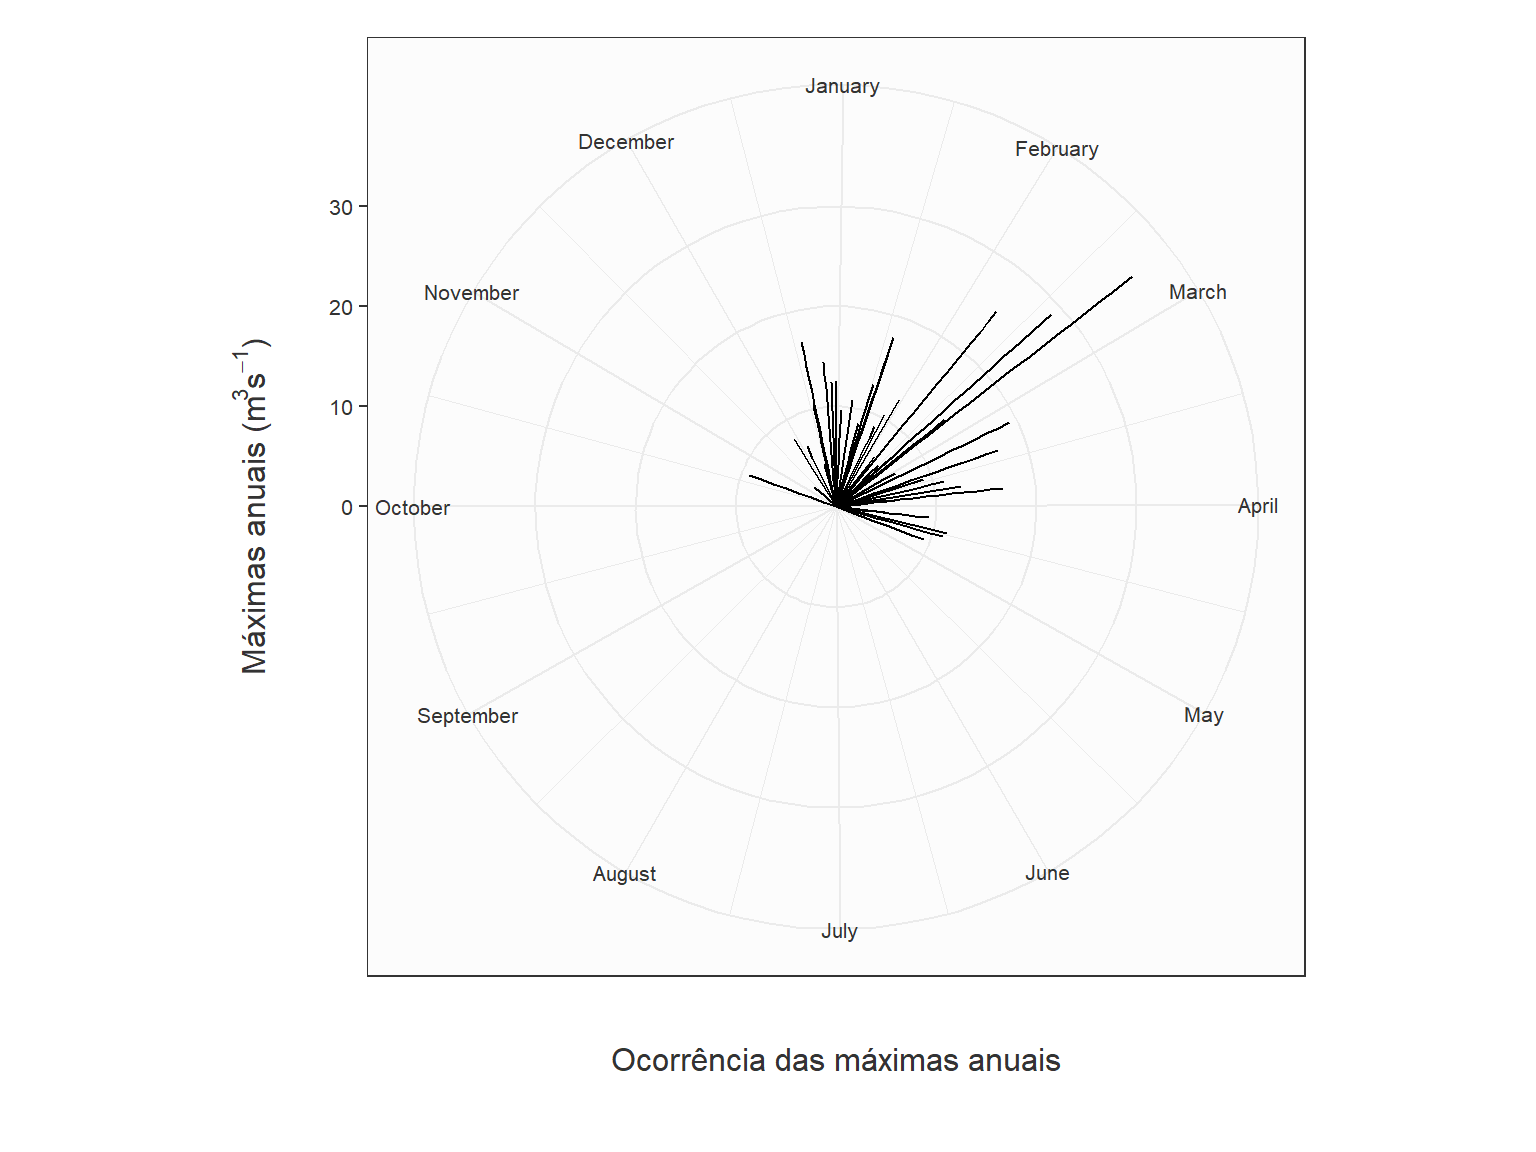 January
December
February
30
November
March
20
10
0
October
April
Máximas anuais (m³s⁻¹)
September
May
August
June
July
Ocorrência das máximas anuais